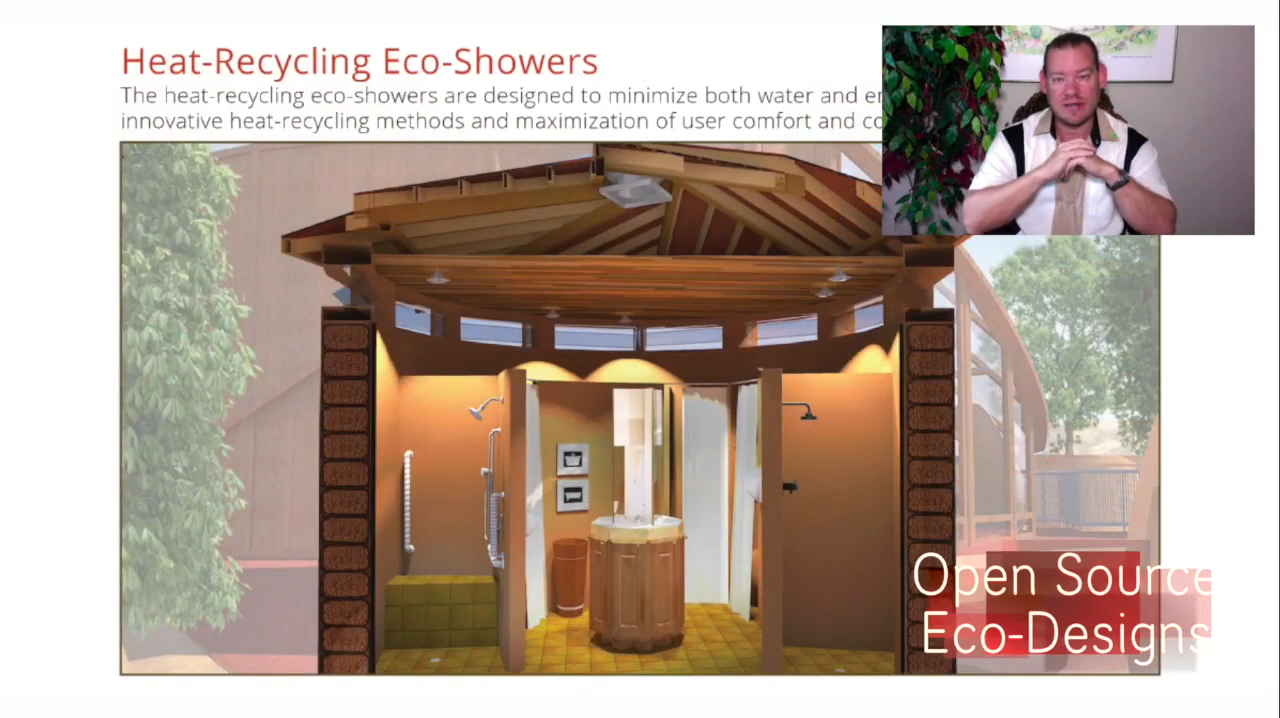 Heat-Recycling Eco-Showers
The heat-recycling eco-showers are designed to minimize both water and
innovative heat-recycling methods and maximization of user comfort and
Open Source
Eco-Designs